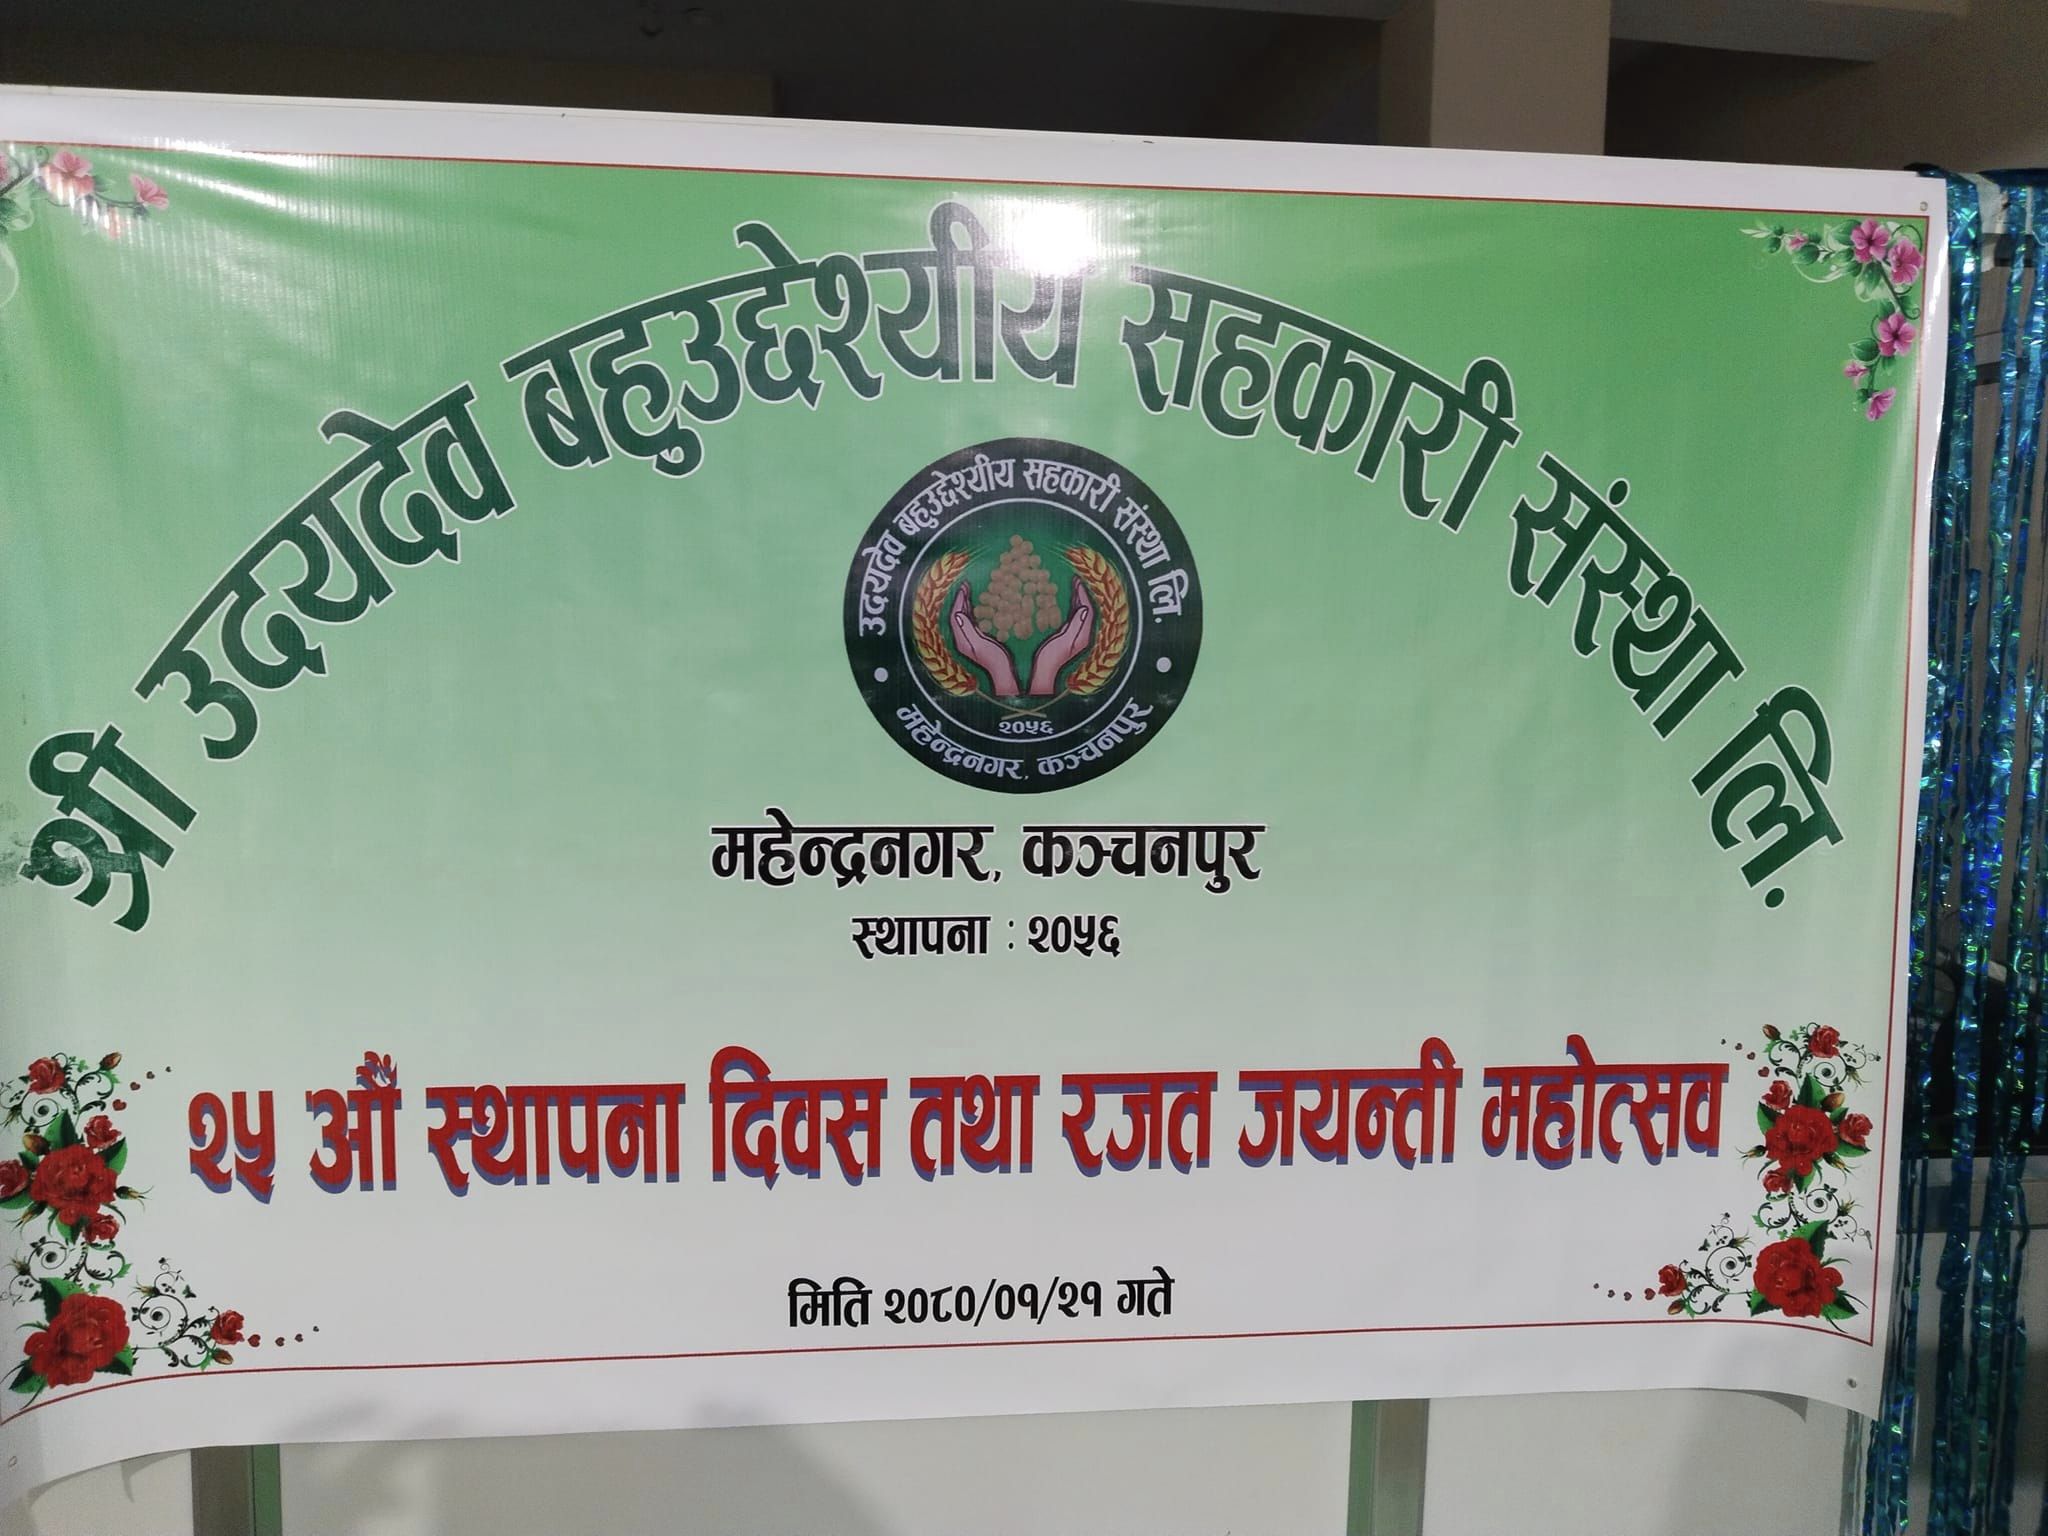 श्री उदयदेव बहुउद्देश्यीय सहकारी संस्था लि.
उदयदेव बहुउद्देश्यीय सहकारी संस्था लि.
२०५६
महेन्द्रनगर, कञ्चनपुर
महेन्द्रनगर, कञ्चनपुर
स्थापना : २०५६
२५ औं स्थापना दिवस तथा रजत जयन्ती महोत्सव
मिति २०८०/०१/२१ गते